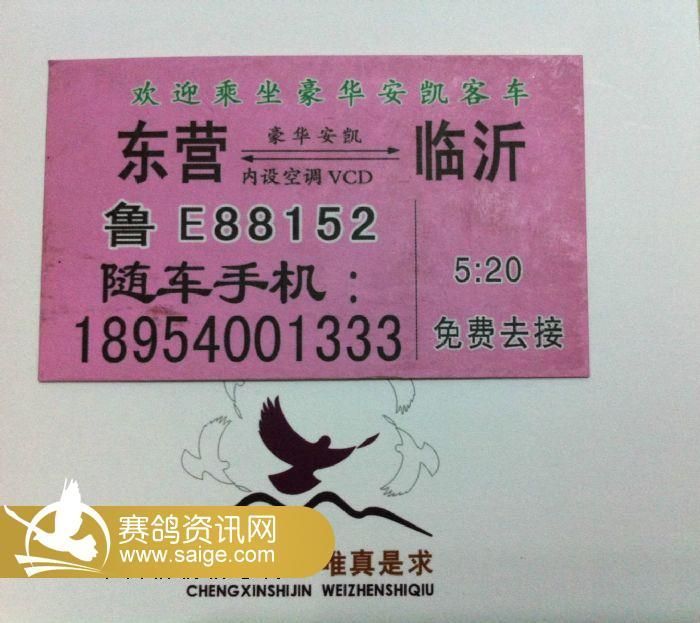 欢迎乘坐豪华安凯客车
东营 豪华安凯 临沂
内设空调 VCD
鲁 E88152
随车手机：
18954001333
5:20
免费去接
赛鸽资讯网
www.saige.com
唯真是求
CHENGXINSHIJIN WEIZHENSHIQIU